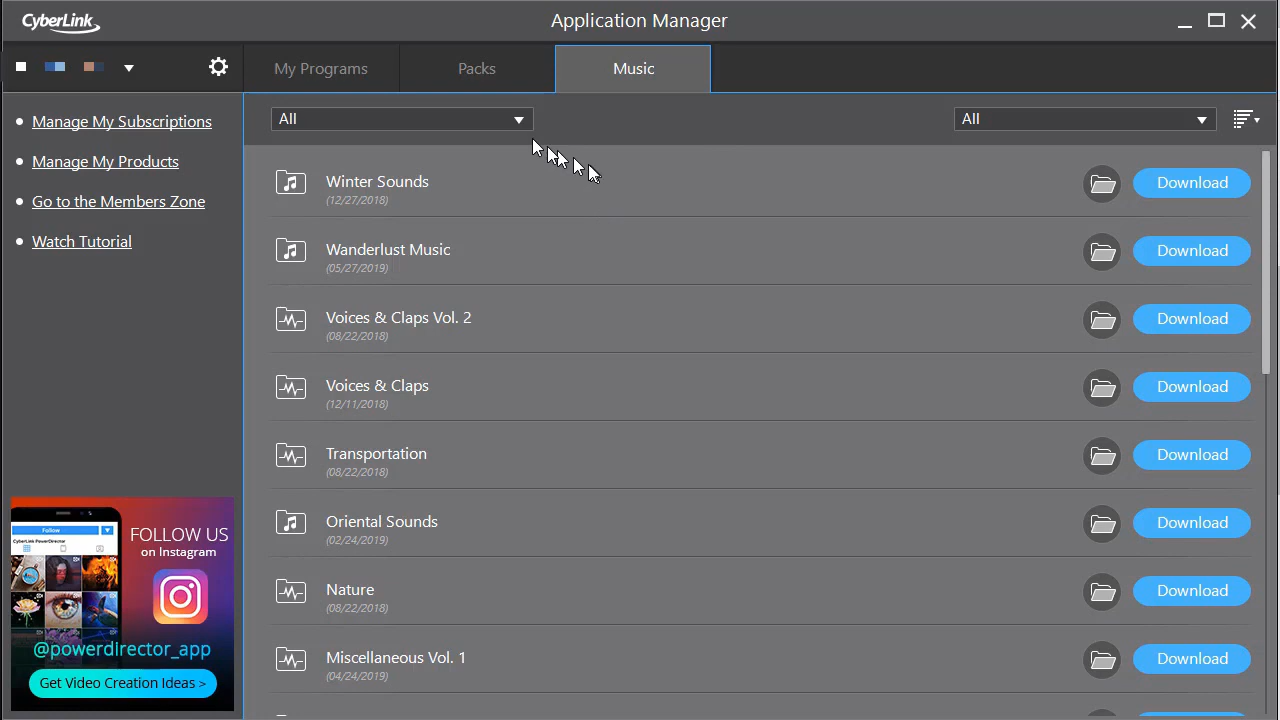 CyberLink
Application Manager
My Programs
Packs
Music
Manage My Subscriptions
Manage My Products
Go to the Members Zone
Watch Tutorial
All
All
Winter Sounds
(12/27/2018)
Download
Wanderlust Music
(05/27/2019)
Download
Voices & Claps Vol. 2
(08/22/2018)
Download
Voices & Claps
(12/11/2018)
Download
Transportation
(08/22/2018)
Download
Oriental Sounds
(02/24/2019)
Download
Nature
(08/22/2018)
Download
Miscellaneous Vol. 1
(04/24/2019)
Download
Follow
CyberLink PowerDirector
FOLLOW US
on Instagram
@powerdirector_app
Get Video Creation Ideas >